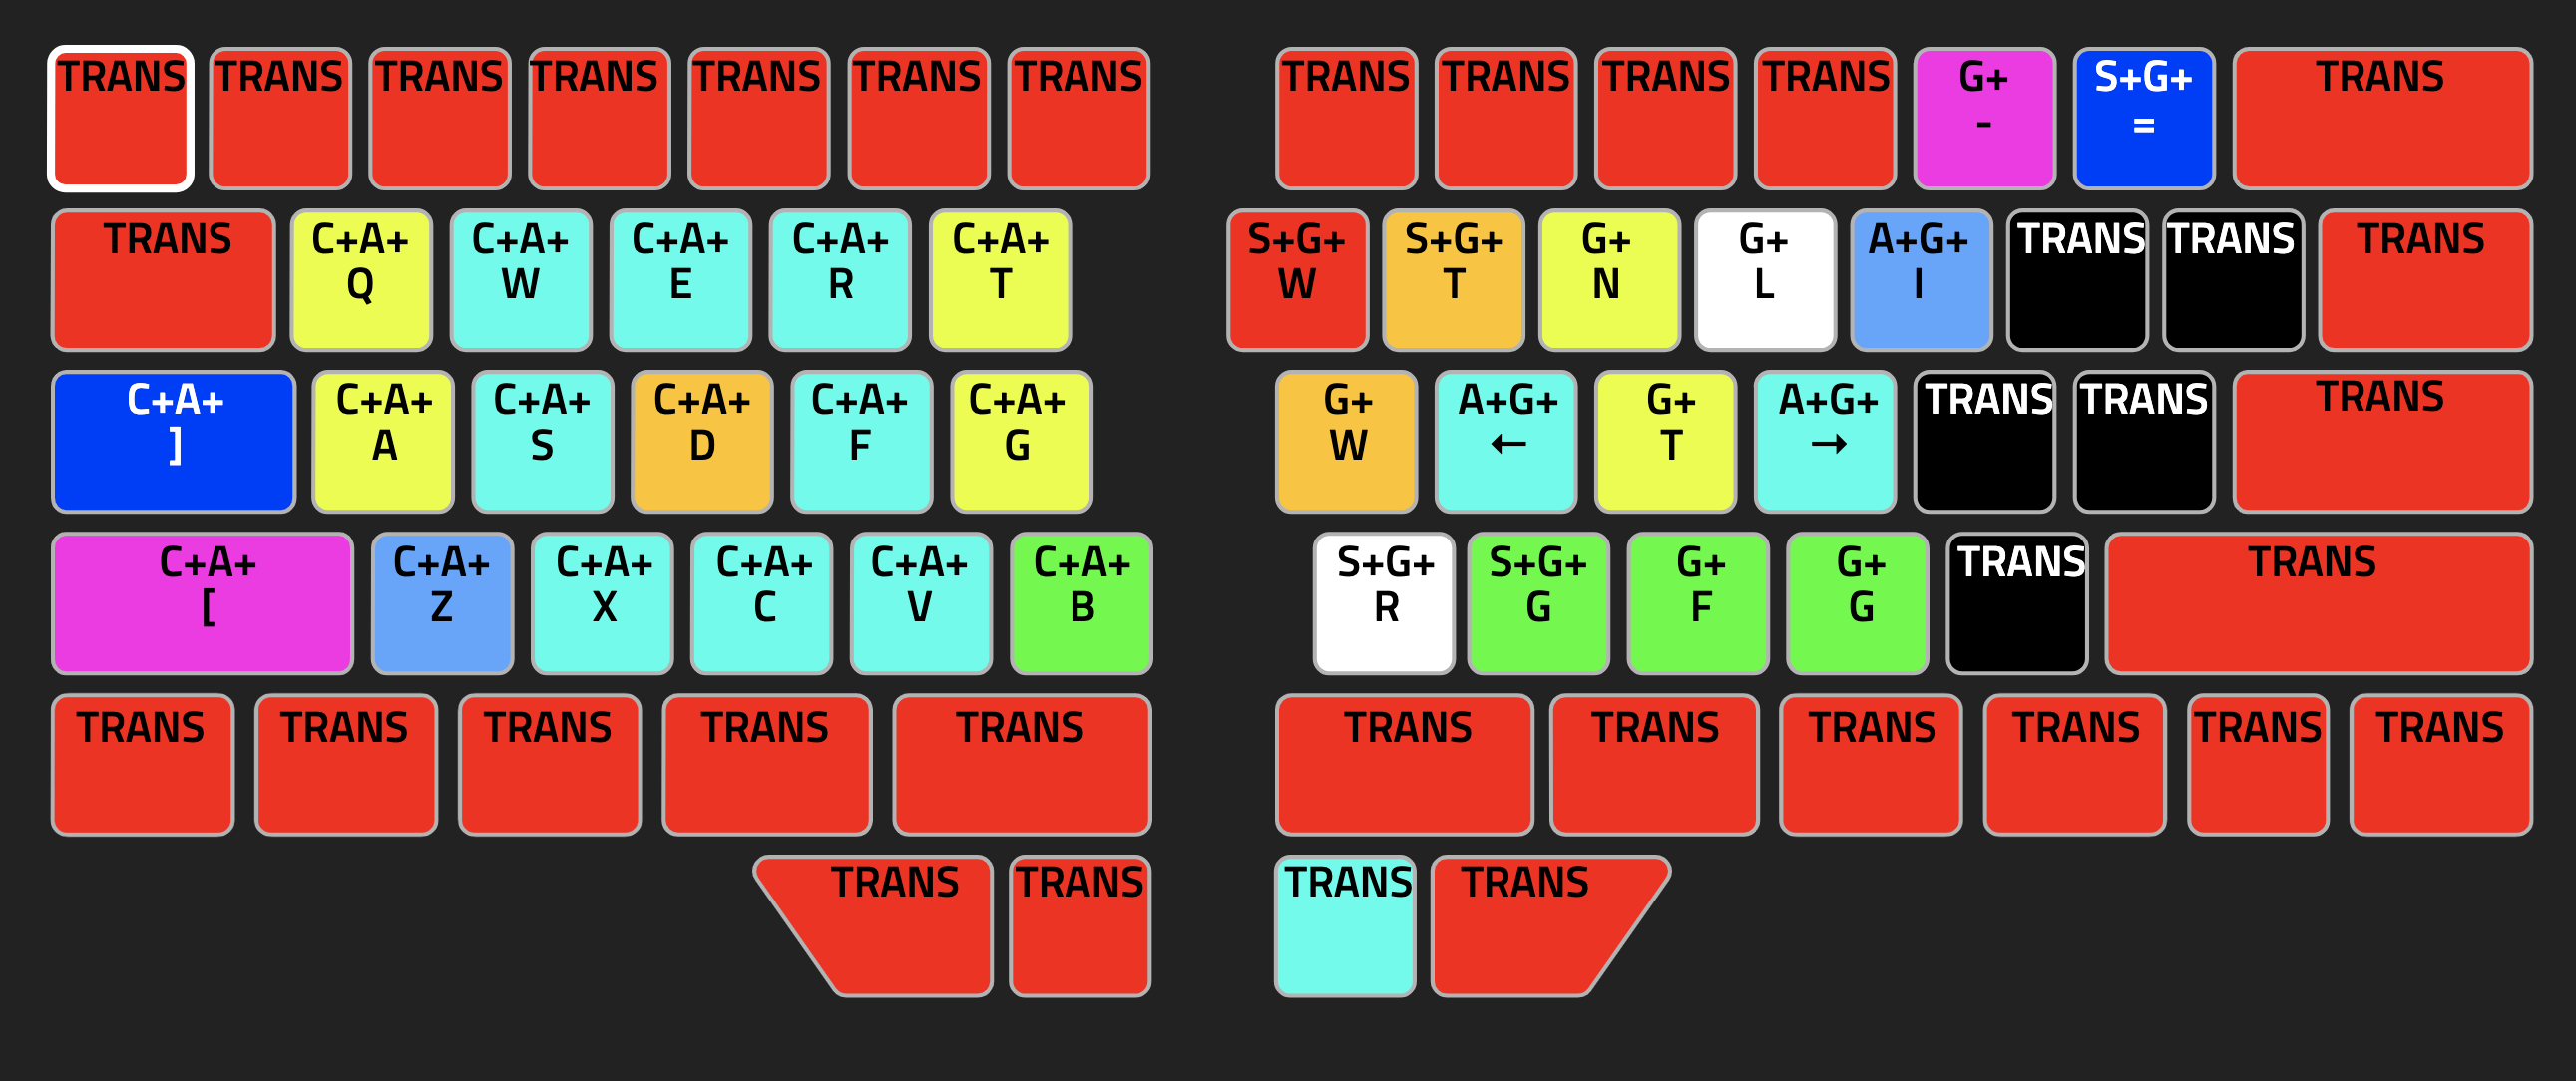 TRANS TRANS TRANS TRANS TRANS TRANS TRANS TRANS TRANS TRANS TRANS G+ S+G+ TRANS
- =
TRANS C+A+ C+A+ C+A+ C+A+ C+A+ S+G+ S+G+ G+ G+ A+G+ TRANS TRANS TRANS
Q W E R T W T N L I
C+A+ C+A+ C+A+ C+A+ C+A+ C+A+ G+ A+G+ G+ A+G+ TRANS TRANS TRANS
] A S D F G W ← T →
C+A+ C+A+ C+A+ C+A+ C+A+ C+A+ S+G+ S+G+ G+ G+ TRANS TRANS
[ Z X C V B R G F G
TRANS TRANS TRANS TRANS TRANS TRANS TRANS TRANS TRANS TRANS TRANS
TRANS TRANS TRANS TRANS